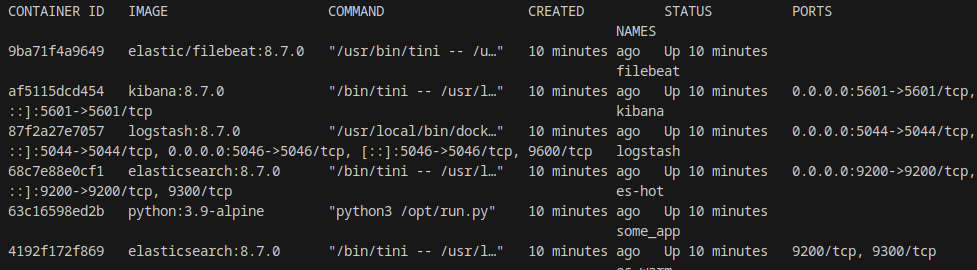 CONTAINER ID   IMAGE                  COMMAND                  CREATED          STATUS          PORTS
NAMES
9ba71f4a9649   elastic/filebeat:8.7.0   "/usr/bin/tini -- /u…"   10 minutes ago   Up 10 minutes
filebeat
af5115dcd454   kibana:8.7.0             "/bin/tini -- /usr/l…"   10 minutes ago   Up 10 minutes   0.0.0.0:5601->5601/tcp,
::]:5601->5601/tcp kibana
87f2a27e7057   logstash:8.7.0           "/usr/local/bin/dock…"   10 minutes ago   Up 10 minutes   0.0.0.0:5044->5044/tcp,
::]:5044->5044/tcp, 0.0.0.0:5046->5046/tcp, [::]:5046->5046/tcp, 9600/tcp logstash
68c7e88e0cf1   elasticsearch:8.7.0      "/bin/tini -- /usr/l…"   10 minutes ago   Up 10 minutes   0.0.0.0:9200->9200/tcp,
::]:9200->9200/tcp, 9300/tcp es-hot
63c16598ed2b   python:3.9-alpine        "python3 /opt/run.py"    10 minutes ago   Up 10 minutes
some_app
4192f172f869   elasticsearch:8.7.0      "/bin/tini -- /usr/l…"   10 minutes ago   Up 10 minutes   9200/tcp, 9300/tcp